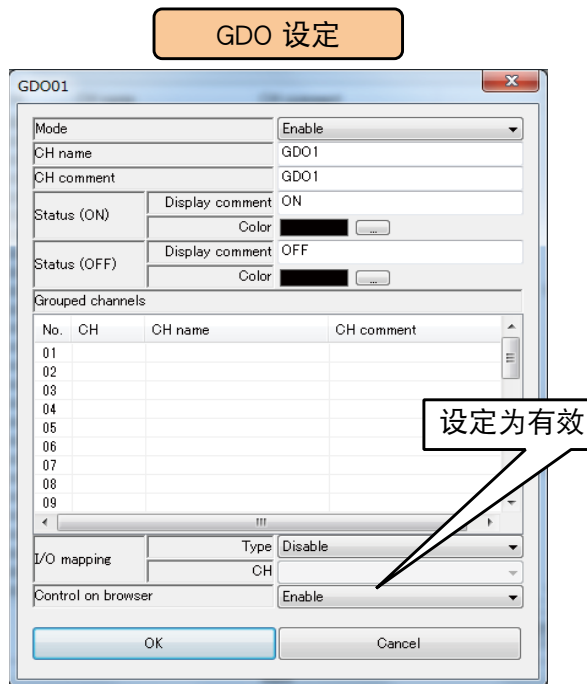 GDO 设定
GDO01
Mode Enable
CH name GDO1
CH comment GDO1
Status (ON) Display comment ON
Color ...
Status (OFF) Display comment OFF
Color ...
Grouped channels
No. CH CH name CH comment
01
02
03
04
05
06
07
08
09
设定为有效
I/O mapping Type Disable
CH
Control on browser Enable
OK Cancel